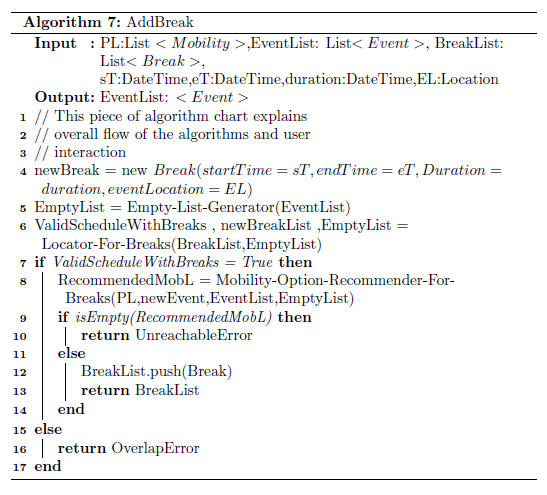 Algorithm 7: AddBreak
Input : PL:List < Mobility >,EventList: List< Event >, BreakList:
List< Break >,
sT:DateTime,eT:DateTime,duration:DateTime,EL:Location
Output: EventList: < Event >
1 // This piece of algorithm chart explains
2 // overall flow of the algorithms and user
3 // interaction
4 newBreak = new Break(startTime = sT, endTime = eT, Duration =
duration, eventLocation = EL)
5 EmptyList = Empty-List-Generator(EventList)
6 ValidScheduleWithBreaks , newBreakList ,EmptyList =
Locator-For-Breaks(BreakList,EmptyList)
7 if ValidScheduleWithBreaks = True then
8 RecommendedMobL = Mobility-Option-Recommender-For-
Breaks(PL,newEvent,EventList,EmptyList)
9 if isEmpty(RecommendedMobL) then
10 return UnreachableError
11 else
12 BreakList.push(Break)
13 return BreakList
14 end
15 else
16 return OverlapError
17 end